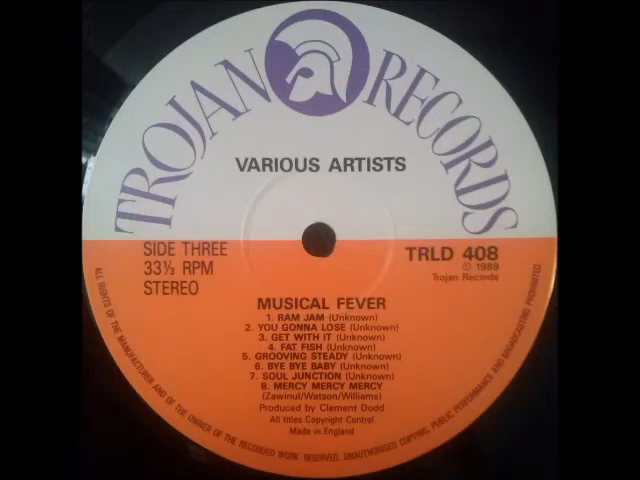 TROJAN RECORDS
VARIOUS ARTISTS
SIDE THREE
33⅓ RPM
STEREO
TRLD 408
© 1989
Trojan Records
MUSICAL FEVER
1. RAM JAM (Unknown)
2. YOU GONNA LOSE (Unknown)
3. GET WITH IT (Unknown)
4. FAT FISH (Unknown)
5. GROOVING STEADY (Unknown)
6. BYE BYE BABY (Unknown)
7. SOUL JUNCTION (Unknown)
8. MERCY MERCY MERCY
(Zawinul/Watson/Williams)
Produced by Clement Dodd
All titles Copyright Control
Made in England
ALL RIGHTS OF THE MANUFACTURER AND OF THE OWNER OF THE RECORDED WORK RESERVED. UNAUTHORISED COPYING, PUBLIC PERFORMANCE AND BROADCASTING PROHIBITED